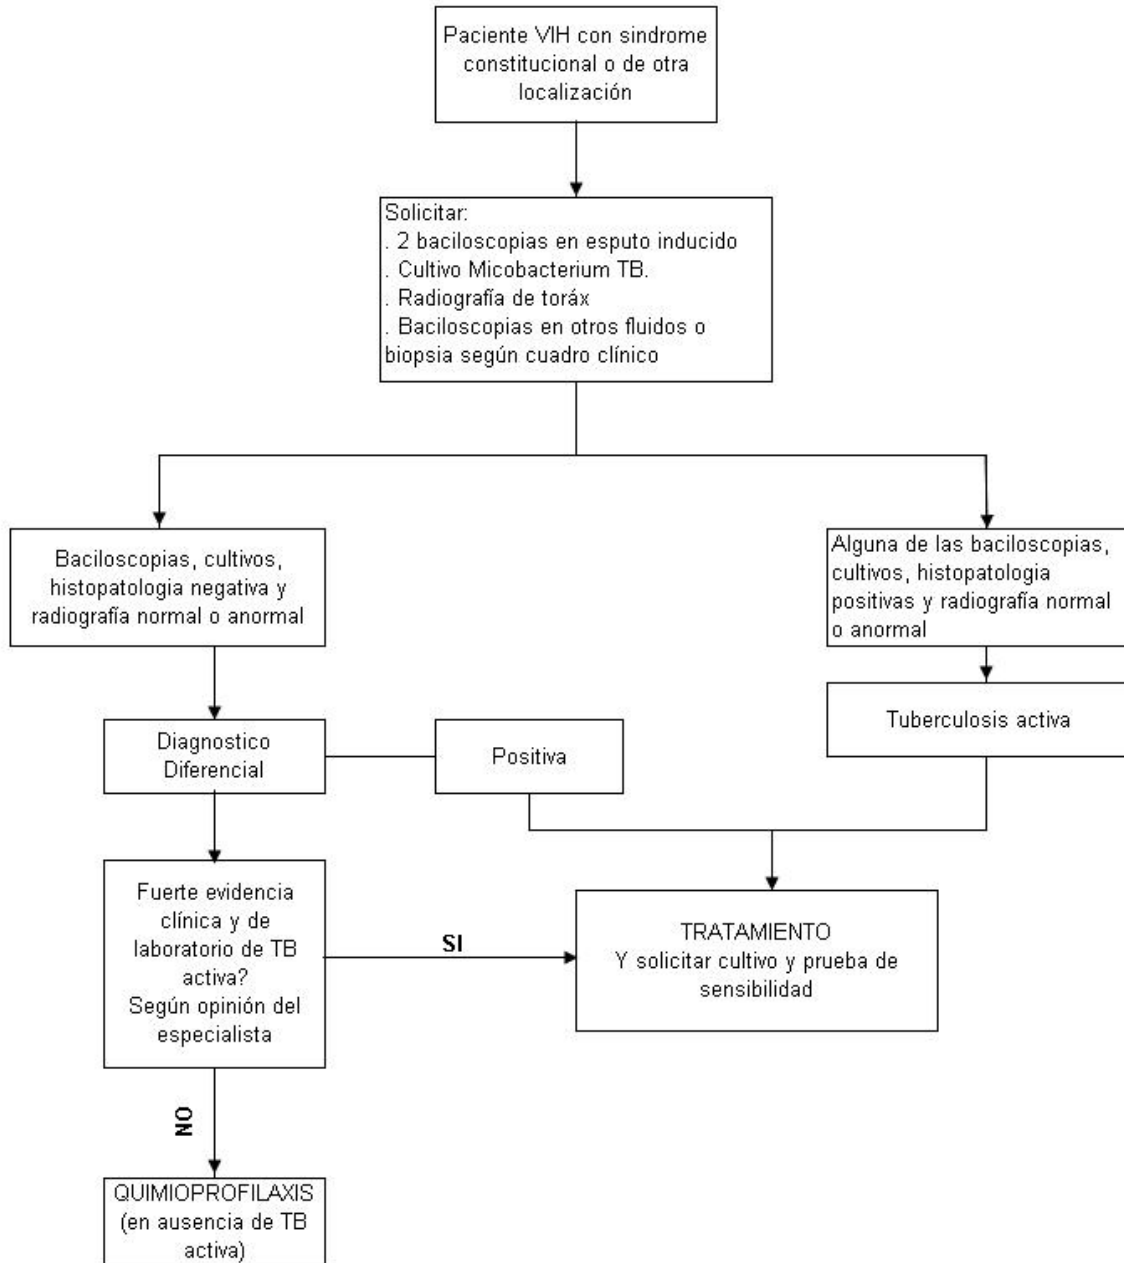 Paciente VIH con sindrome
constitucional o de otra
localización
Solicitar:
. 2 baciloscopias en esputo inducido
. Cultivo Micobacterium TB.
. Radiografía de toráx
. Baciloscopias en otros fluidos o
biopsia según cuadro clínico
Baciloscopias, cultivos,
histopatologia negativa y
radiografía normal o anormal
Alguna de las baciloscopias,
cultivos, histopatologia
positivas y radiografía normal
o anormal
Diagnostico
Diferencial
Positiva
Tuberculosis activa
Fuerte evidencia
clínica y de
laboratorio de TB
activa?
Según opinión del
especialista
SI
TRATAMIENTO
Y solicitar cultivo y prueba de
sensibilidad
NO
QUIMIOPROFILAXIS
(en ausencia de TB
activa)